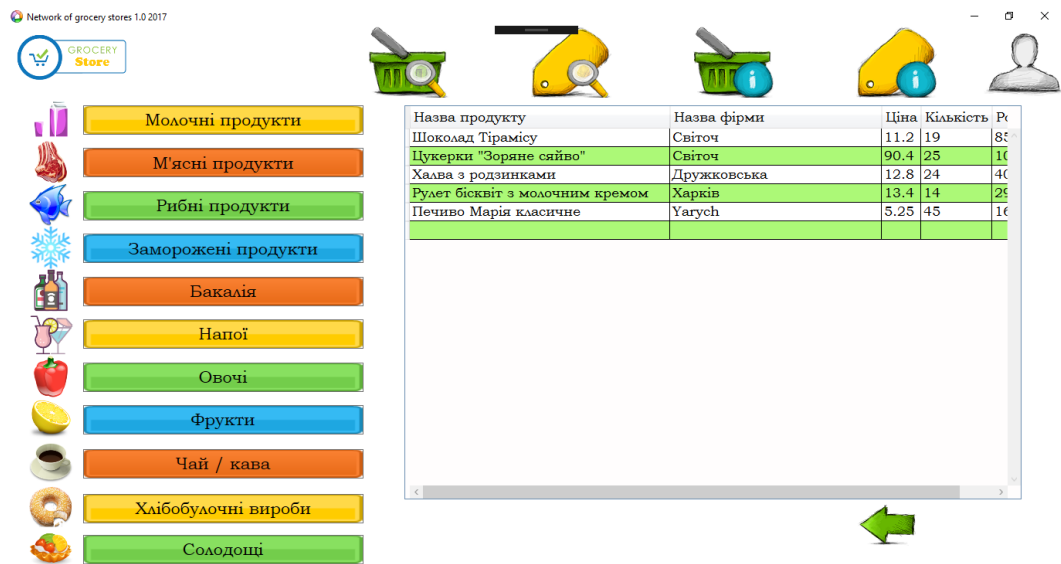 Network of grocery stores 1.0 2017
GROCERY
Store
Молочні продукти
М'ясні продукти
Рибні продукти
Заморожені продукти
Бакалія
Напої
Овочі
Фрукти
Чай / кава
Хлібобулочні вироби
Солодощі
Назва продукту Назва фірми Ціна Кількість
Шоколад Тірамісу Світоч 11.2 19
Цукерки "Зоряне сяйво" Світоч 90.4 25
Халва з родзинками Дружковська 12.8 24
Рулет бісквіт з молочним кремом Харків 13.4 14
Печиво Марія класичне Yarych 5.25 45